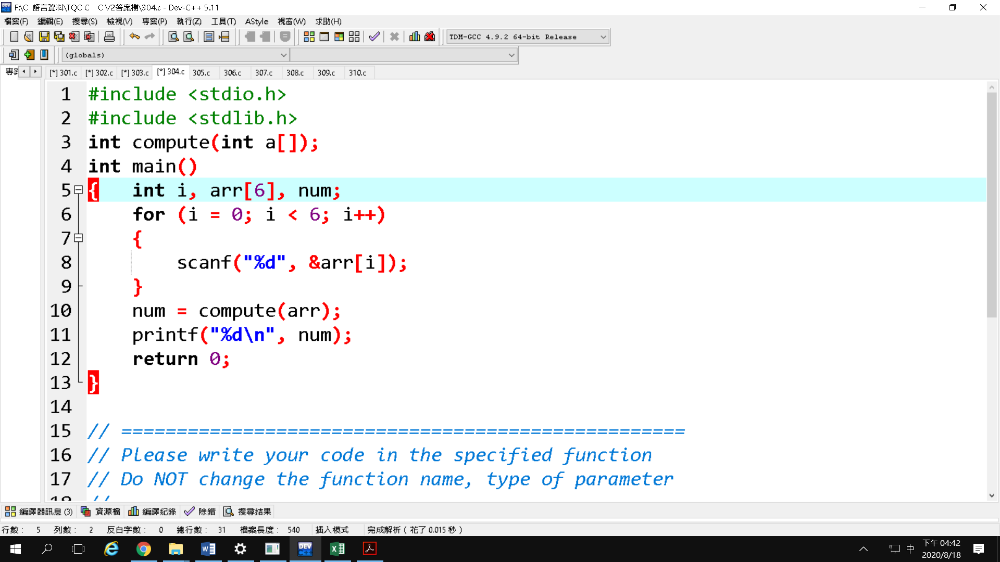 F:\C 語言資料\TQC C C V2答案檔\304.c - Dev-C++ 5.11
檔案(F) 編輯(E) 搜尋(S) 檢視(V) 專案(P) 執行(Z) 工具(T) AStyle 視窗(W) 求助(H)
TDM-GCC 4.9.2 64-bit Release
(globals)
[*] 301.c [*] 302.c [*] 303.c [*] 304.c 305.c 306.c 307.c 308.c 309.c 310.c
1 #include <stdio.h>
2 #include <stdlib.h>
3 int compute(int a[]);
4 int main()
5 { int i, arr[6], num;
6 for (i = 0; i < 6; i++)
7 {
8 scanf("%d", &arr[i]);
9 }
10 num = compute(arr);
11 printf("%d\n", num);
12 return 0;
13 }
14
15 // ===================================================
16 // Please write your code in the specified function
17 // Do NOT change the function name, type of parameter
18 //
編譯器訊息 (3) 資源檔 編譯紀錄 除錯 搜尋結果
行數: 5 列數: 2 反白字數: 0 總行數: 31 檔案長度: 540 插入模式 完成解析 ( 花了 0.015 秒 )
DEV C++
中
下午 04:42
2020/8/18